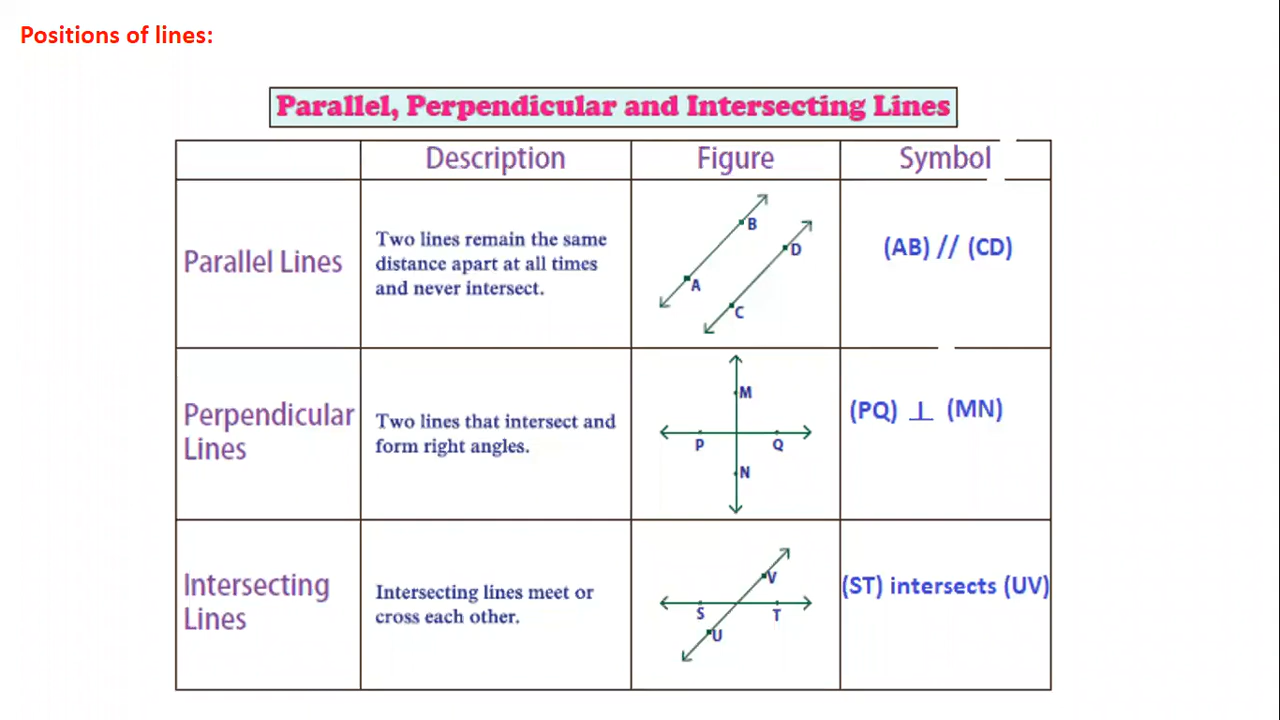 Positions of lines:
Parallel, Perpendicular and Intersecting Lines
Description
Figure
Symbol
Parallel Lines
Two lines remain the same
distance apart at all times
and never intersect.
B
D
A
C
(AB) // (CD)
Perpendicular
Lines
Two lines that intersect and
form right angles.
M
P
Q
N
(PQ) ⊥ (MN)
Intersecting
Lines
Intersecting lines meet or
cross each other.
V
S
T
U
(ST) intersects (UV)